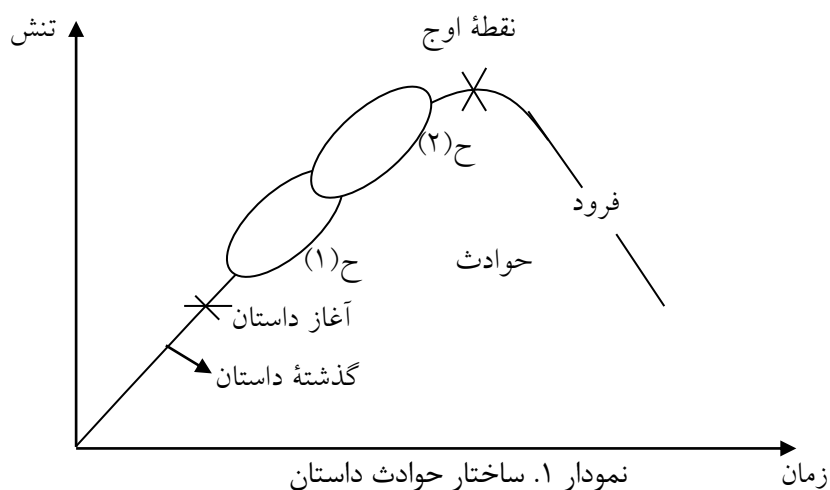 نقطهٔ اوج
تنش
ح(۲)
فرود
ح(۱)
حوادث
آغاز داستان
گذشتهٔ داستان
زمان
نمودار ۱. ساختار حوادث داستان